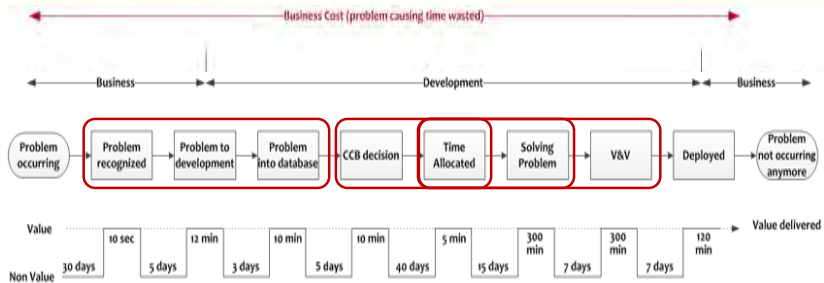 Business Cost (problem causing time wasted)
Business
Development
Business
Problem
occurring
Problem
recognized
Problem to
development
Problem
into database
CCB decision
Time
Allocated
Solving
Problem
V&V
Deployed
Problem
not occurring
anymore
Value
10 sec
12 min
10 min
10 min
5 min
300
min
300
min
120
min
Value delivered
Non Value
30 days
5 days
3 days
5 days
40 days
15 days
7 days
7 days